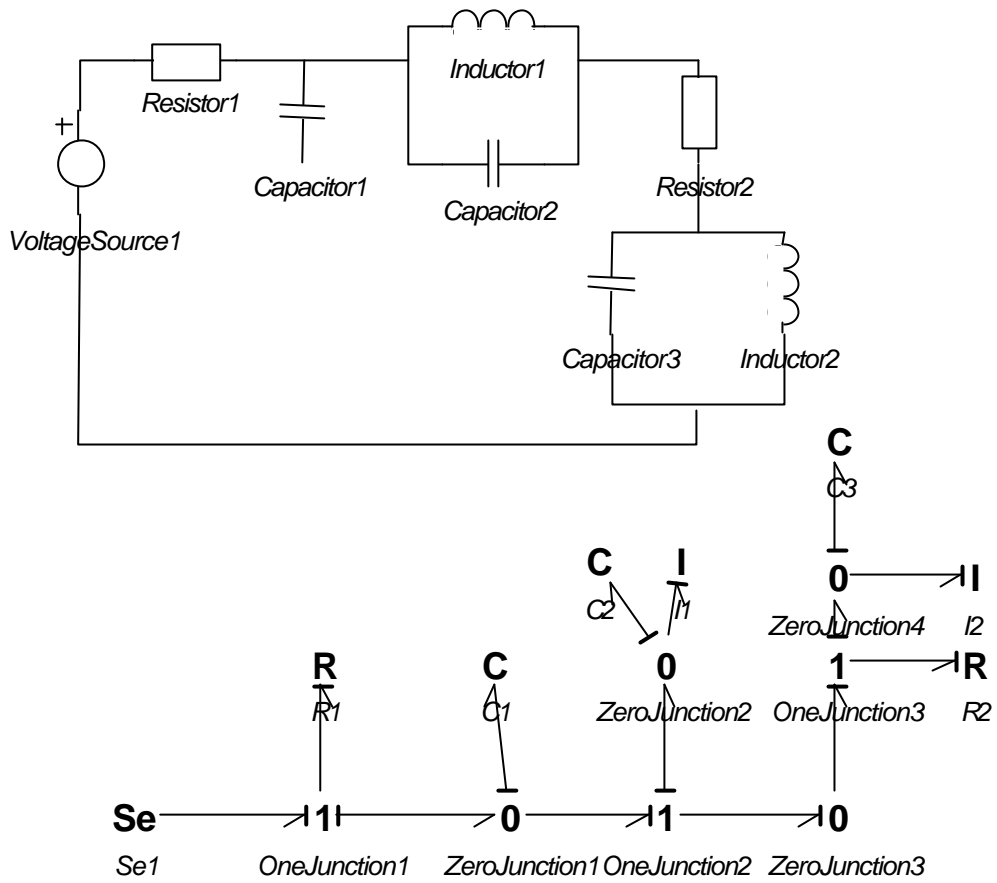 Inductor1
Resistor1
+
Capacitor1
Resistor2
Capacitor2
VoltageSource1
Capacitor3 Inductor2
C
C3
C I
0 I
C2 I1
ZeroJunction4 I2
R C 0 1 R
R1 C1 ZeroJunction2 OneJunction3 R2
Se 1 0 1 0
Se1 OneJunction1 ZeroJunction1 OneJunction2 ZeroJunction3